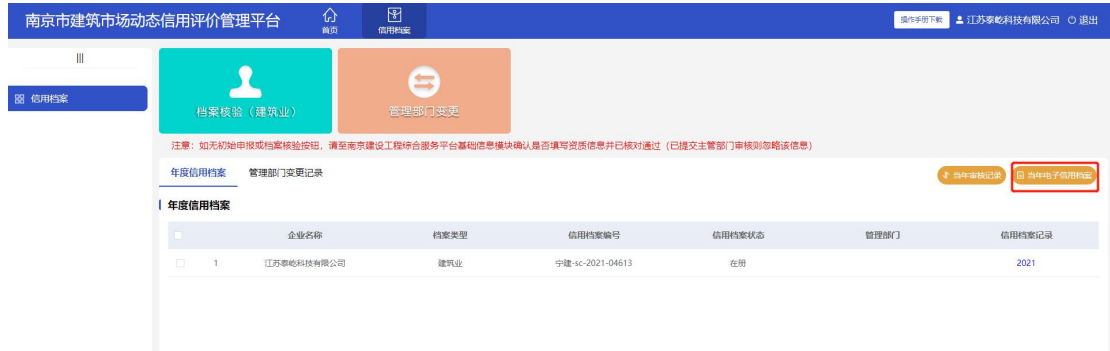 南京市建筑市场动态信用评价管理平台
首页
信用档案
操作手册下载
江苏泰屹科技有限公司
退出
信用档案
档案核验（建筑业）
管理部门变更
注意：如无初始申报或档案核验按钮，请至南京建设工程综合服务平台基础信息模块确认是否填写资质信息并已核对通过（已提交主管部门审核则忽略该信息）
年度信用档案
管理部门变更记录
当年审核记录
当年电子信用档案
年度信用档案
企业名称 档案类型 信用档案编号 信用档案状态 管理部门 信用档案记录
1 江苏泰屹科技有限公司 建筑业 宁建-sc-2021-04613 在册 2021